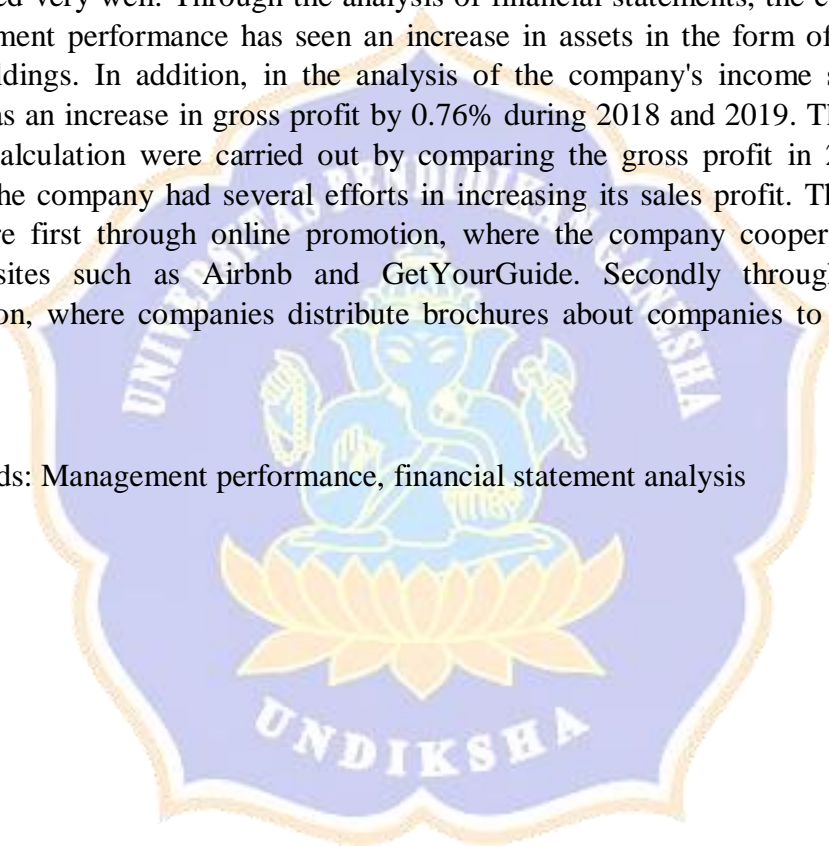 ed very well. Through the analysis of financial statements, the c
ment performance has seen an increase in assets in the form of
ldings. In addition, in the analysis of the company's income s
as an increase in gross profit by 0.76% during 2018 and 2019. Th
alculation were carried out by comparing the gross profit in 2
he company had several efforts in increasing its sales profit. Th
re first through online promotion, where the company cooper
sites such as Airbnb and GetYourGuide. Secondly through
on, where companies distribute brochures about companies to
ds: Management performance, financial statement analysis
UNIVERSITAS PENDIDIKAN GANESHA
UNDIKSHA